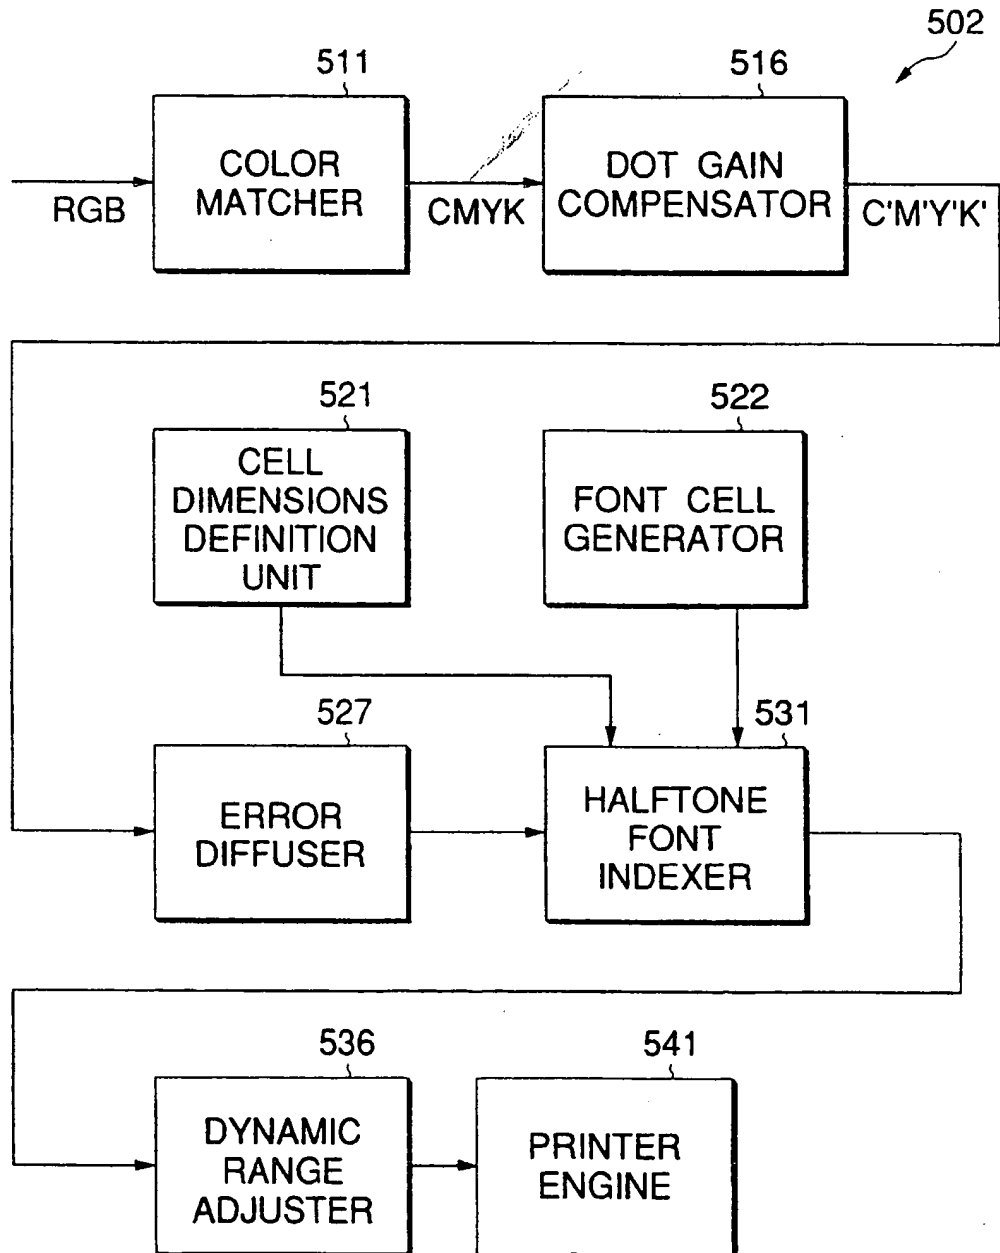 502
511
516
COLOR
MATCHER
DOT GAIN
COMPENSATOR
RGB
CMYK
C'M'Y'K'
521
522
CELL
DIMENSIONS
DEFINITION
UNIT
FONT CELL
GENERATOR
527
531
ERROR
DIFFUSER
HALFTONE
FONT
INDEXER
536
541
DYNAMIC
RANGE
ADJUSTER
PRINTER
ENGINE